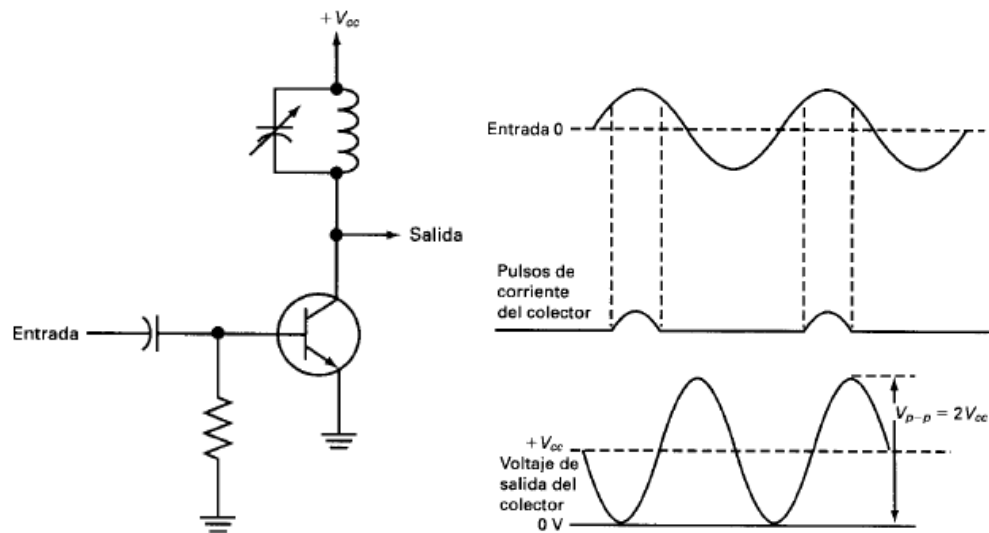 + Vcc
Salida
Entrada
Entrada 0
Pulsos de
corriente
del colector
+ Vcc
Voltaje de
salida del
colector
0 V
Vp-p = 2Vcc